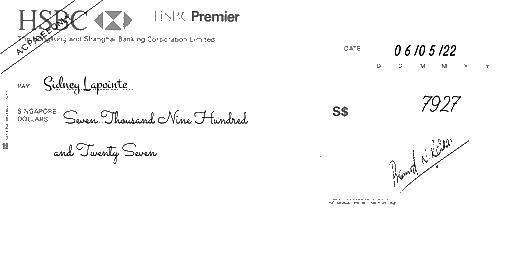 HSBC HSBC Premier
The Hongkong and Shanghai Banking Corporation Limited
A/C PAYEE ONLY
DATE 06/05/22
D D M M Y Y
PAY Sidney Lapointe
SINGAPORE DOLLARS Seven Thousand Nine Hundred
and Twenty Seven
S$ 7927